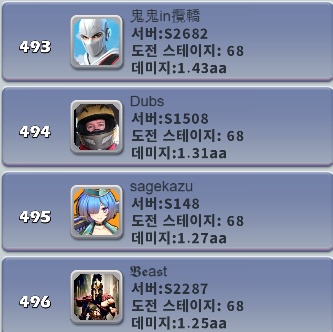 493
鬼鬼in攬轎
서버:S2682
도전 스테이지: 68
데미지:1.43aa
494
Dubs
서버:S1508
도전 스테이지: 68
데미지:1.31aa
495
sagekazu
서버:S148
도전 스테이지: 68
데미지:1.27aa
496
𝕭𝖊ast
서버:S2287
도전 스테이지: 68
데미지:1.25aa